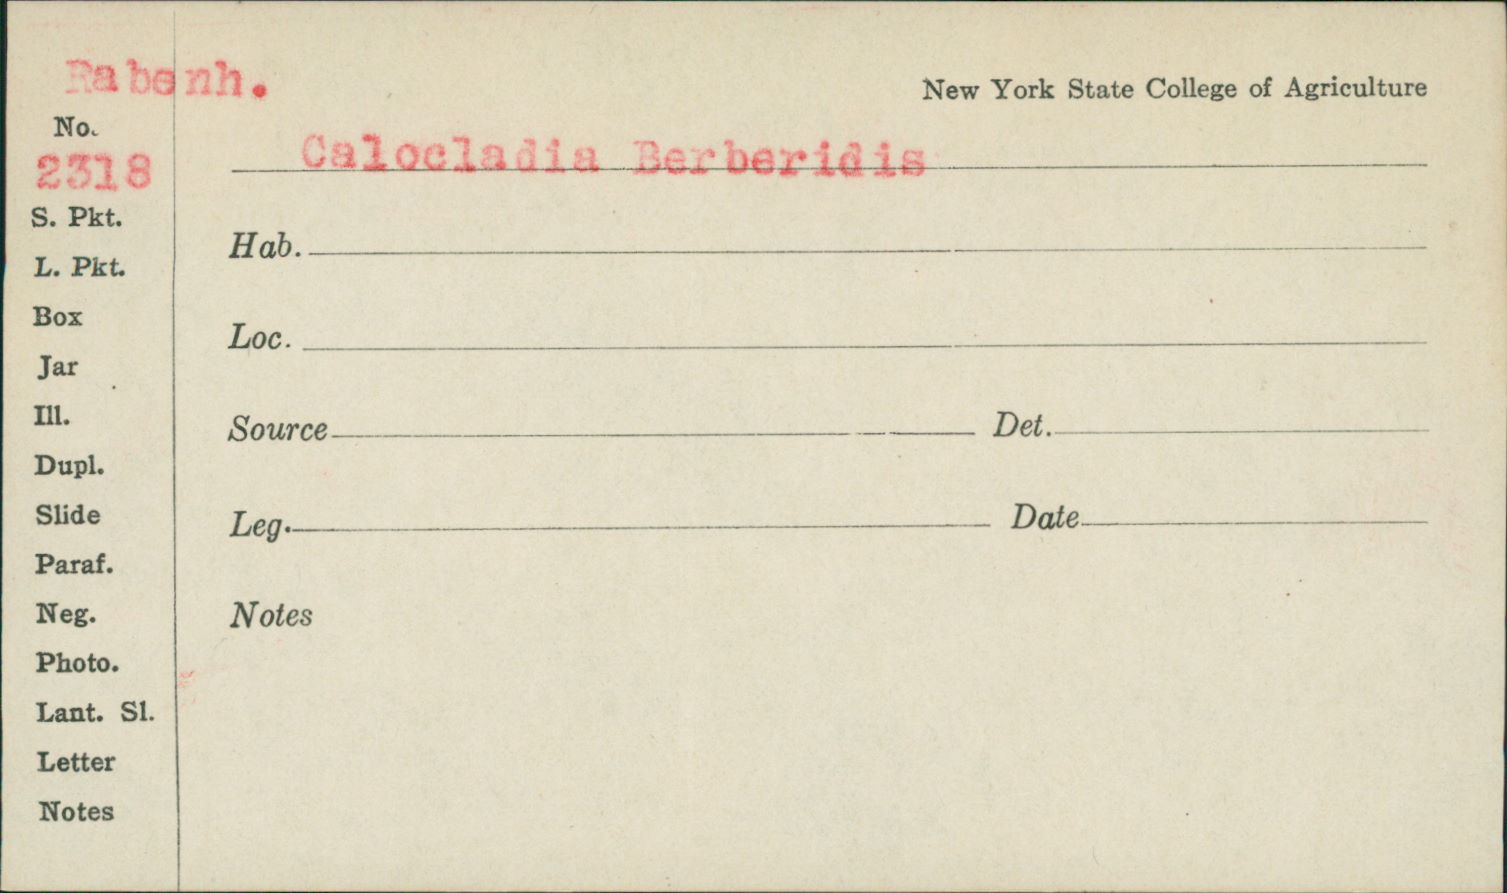 Rabenh.
New York State College of Agriculture
No.
2318
Calocladia Berberidis
S. Pkt.
L. Pkt.
Box
Jar
Ill.
Dupl.
Slide
Paraf.
Neg.
Photo.
Lant. Sl.
Letter
Notes
Hab.
Loc.
Source Det.
Leg. Date
Notes